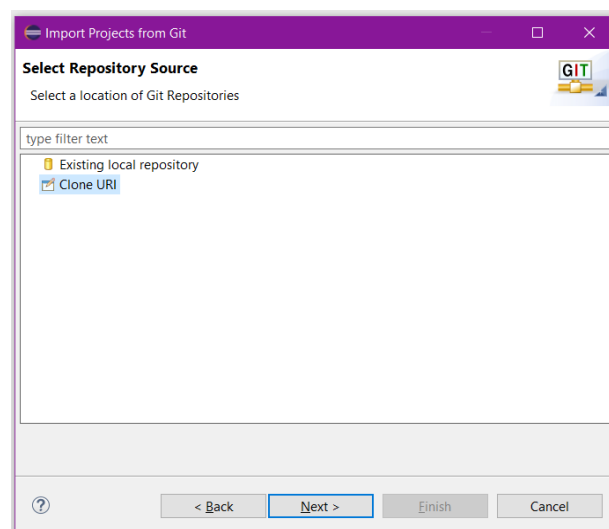 Import Projects from Git
Select Repository Source
Select a location of Git Repositories
GIT
type filter text
Existing local repository
Clone URI
?
< Back
Next >
Finish
Cancel